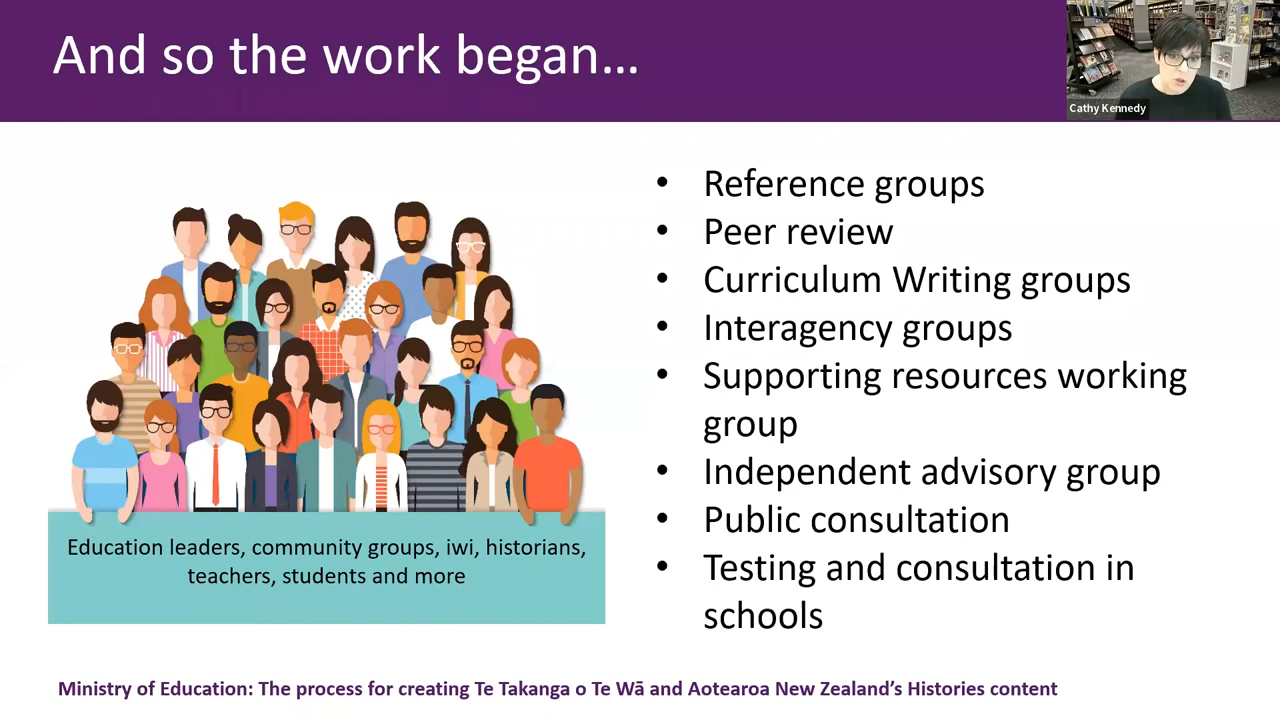 And so the work began…
Cathy Kennedy
• Reference groups
• Peer review
• Curriculum Writing groups
• Interagency groups
• Supporting resources working
group
• Independent advisory group
• Public consultation
• Testing and consultation in
schools
Education leaders, community groups, iwi, historians,
teachers, students and more
Ministry of Education: The process for creating Te Takanga o Te Wā and Aotearoa New Zealand’s Histories content